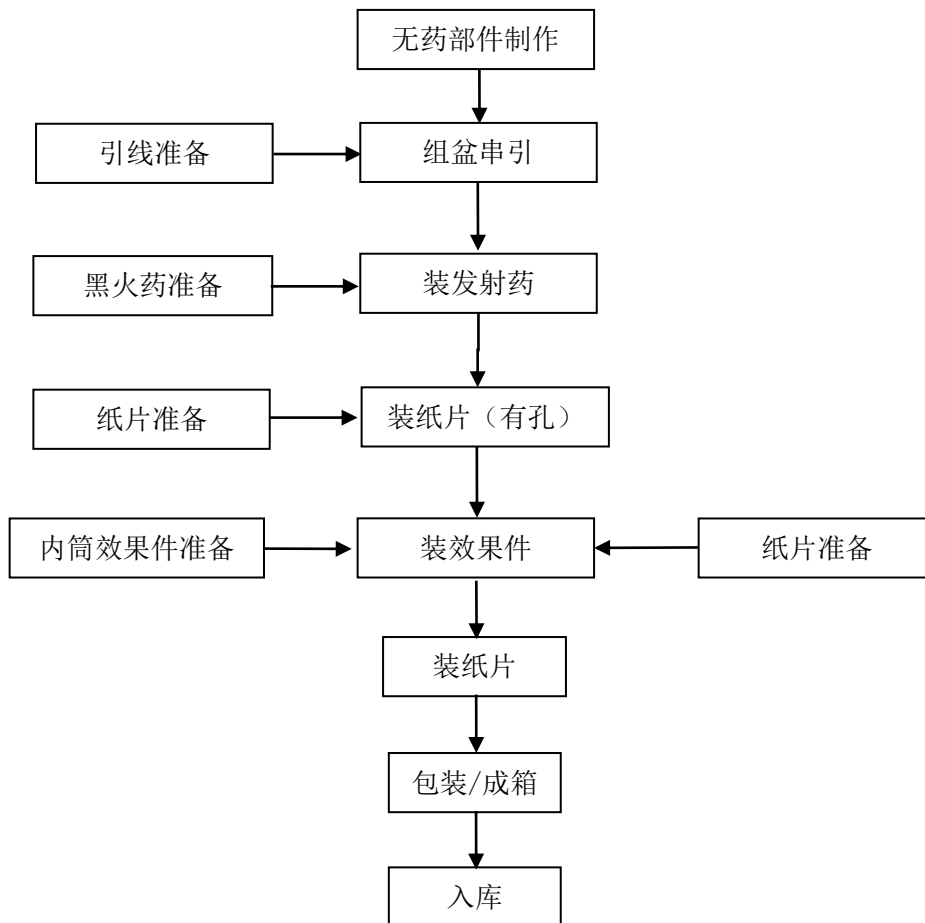 无药部件制作
引线准备
组盆串引
黑火药准备
装发射药
纸片准备
装纸片（有孔）
内筒效果件准备
装效果件
纸片准备
装纸片
包装/成箱
入库